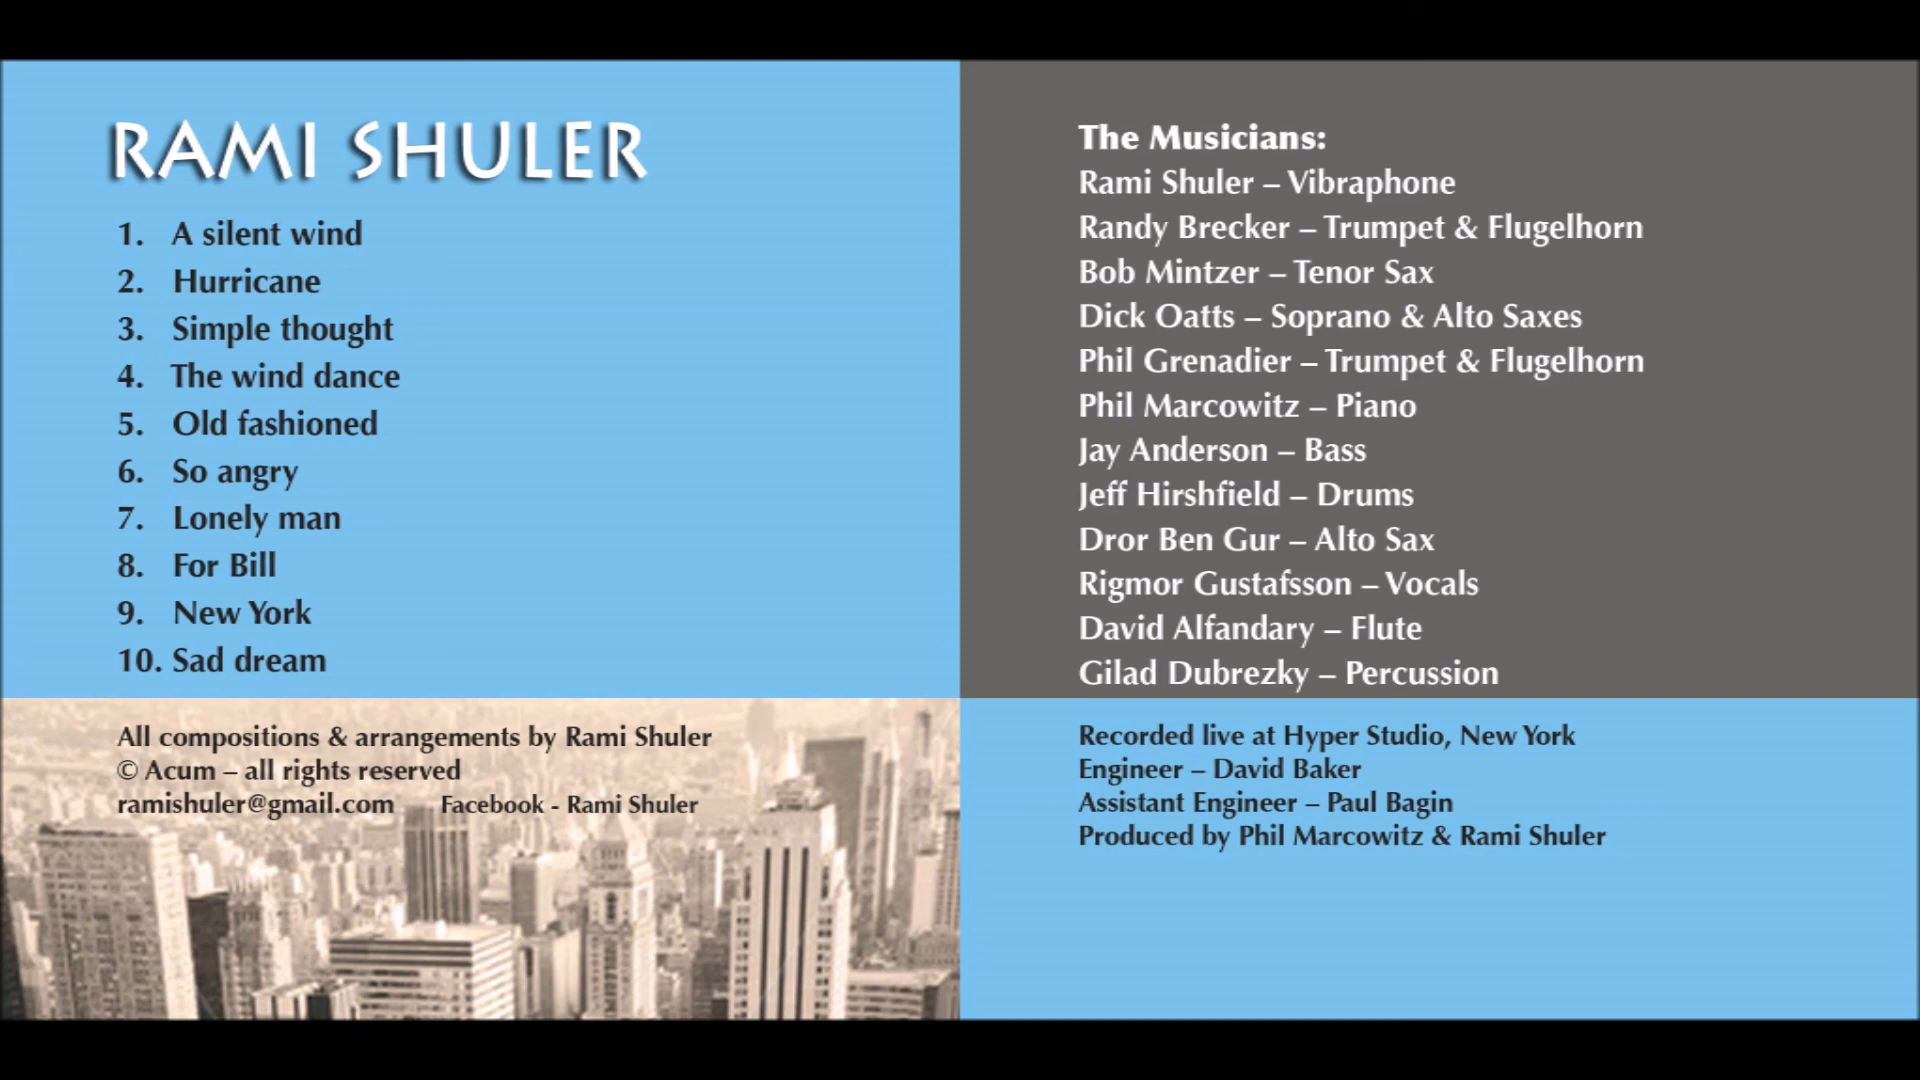 RAMI SHULER
1. A silent wind
2. Hurricane
3. Simple thought
4. The wind dance
5. Old fashioned
6. So angry
7. Lonely man
8. For Bill
9. New York
10. Sad dream
All compositions & arrangements by Rami Shuler
© Acum – all rights reserved
ramishuler@gmail.com Facebook - Rami Shuler
The Musicians:
Rami Shuler – Vibraphone
Randy Brecker – Trumpet & Flugelhorn
Bob Mintzer – Tenor Sax
Dick Oatts – Soprano & Alto Saxes
Phil Grenadier – Trumpet & Flugelhorn
Phil Marcowitz – Piano
Jay Anderson – Bass
Jeff Hirshfield – Drums
Dror Ben Gur – Alto Sax
Rigmor Gustafsson – Vocals
David Alfandary – Flute
Gilad Dubrezky – Percussion
Recorded live at Hyper Studio, New York
Engineer – David Baker
Assistant Engineer – Paul Bagin
Produced by Phil Marcowitz & Rami Shuler